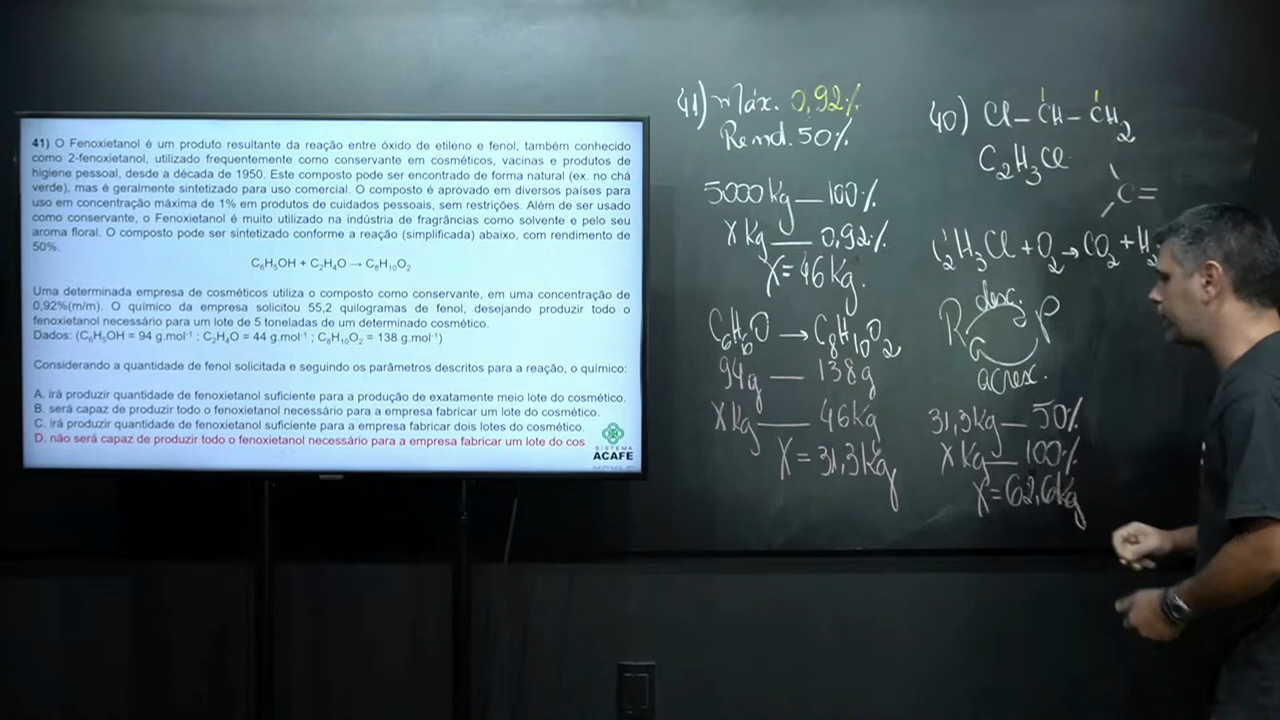 41) O Fenoxietanol é um produto resultante da reação entre óxido de etileno e fenol, também conhecido
como 2-fenoxietanol, utilizado frequentemente como conservante em cosméticos, vacinas e produtos de
higiene pessoal, desde a década de 1950. Este composto pode ser encontrado de forma natural (ex. no chá
verde), mas é geralmente sintetizado para uso comercial. O composto é aprovado em diversos países para
uso em concentração máxima de 1% em produtos de cuidados pessoais, sem restrições. Além de ser usado
como conservante, o Fenoxietanol é muito utilizado na indústria de fragrâncias como solvente e pelo seu
aroma floral. O composto pode ser sintetizado conforme a reação (simplificada) abaixo, com rendimento de
50%.
C₆H₅OH + C₂H₄O → C₈H₁₀O₂
Uma determinada empresa de cosméticos utiliza o composto como conservante, em uma concentração de
0,92%(m/m). O químico da empresa solicitou 55,2 quilogramas de fenol, desejando produzir todo o
fenoxietanol necessário para um lote de 5 toneladas de um determinado cosmético.
Dados: (C₆H₅OH = 94 g.mol⁻¹ ; C₂H₄O = 44 g.mol⁻¹ ; C₈H₁₀O₂ = 138 g.mol⁻¹)
Considerando a quantidade de fenol solicitada e seguindo os parâmetros descritos para a reação, o químico:
A. irá produzir quantidade de fenoxietanol suficiente para a produção de exatamente meio lote do cosmético.
B. será capaz de produzir todo o fenoxietanol necessário para a empresa fabricar um lote do cosmético.
C. irá produzir quantidade de fenoxietanol suficiente para a empresa fabricar dois lotes do cosmético.
D. não será capaz de produzir todo o fenoxietanol necessário para a empresa fabricar um lote do cos
SISTEMA
ACAFE
41) Máx. 0,92%
Rend. 50%
5000 kg — 100%
X kg — 0,92%
X = 46 kg.
C₆H₆O → C₈H₁₀O₂
94g — 138g
X kg — 46 kg
X = 31,3 kg
40) Cl – CH – CH₂
C₂H₃Cl
C =
C₂H₃Cl + O₂ → CO₂ + H₂
desc.
R P
acresc.
31,3 kg — 50%
X kg — 100%
X = 62,6 kg